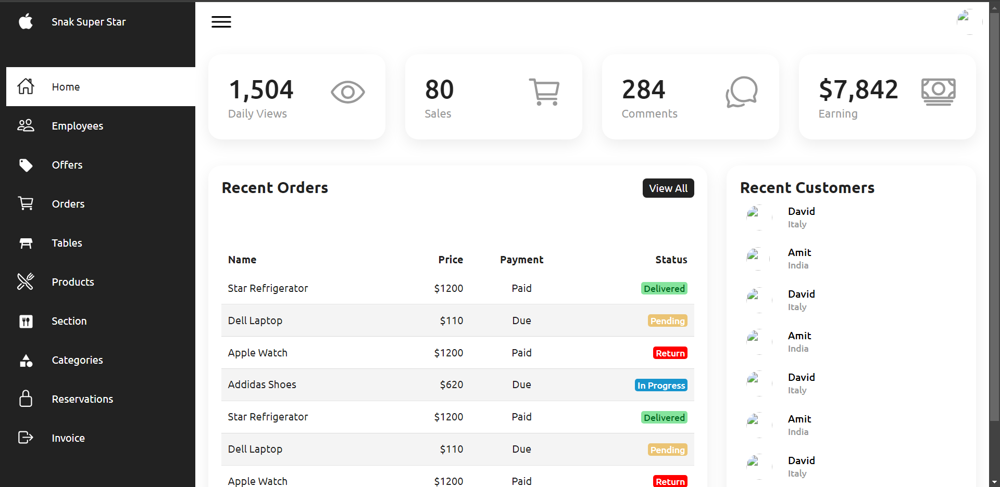 Snak Super Star
Home
Employees
Offers
Orders
Tables
Products
Section
Categories
Reservations
Invoice
1,504
Daily Views
80
Sales
284
Comments
$7,842
Earning
Recent Orders
View All
Name Price Payment Status
Star Refrigerator $1200 Paid Delivered
Dell Laptop $110 Due Pending
Apple Watch $1200 Paid Return
Addidas Shoes $620 Due In Progress
Star Refrigerator $1200 Paid Delivered
Dell Laptop $110 Due Pending
Apple Watch $1200 Paid Return
Recent Customers
David
Italy
Amit
India
David
Italy
Amit
India
David
Italy
Amit
India
David
Italy